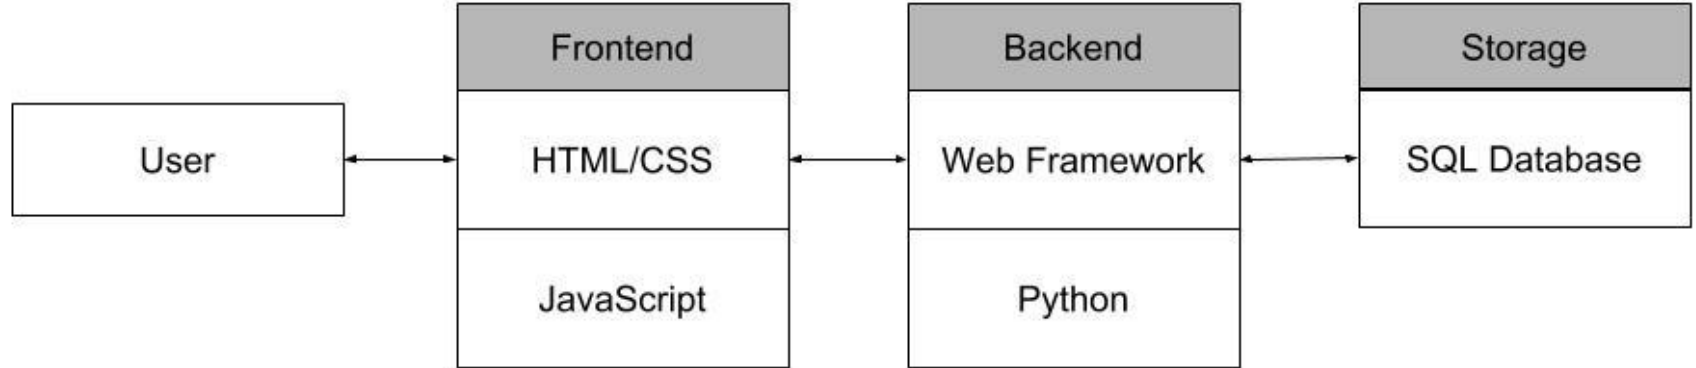 User
Frontend
HTML/CSS
JavaScript
Backend
Web Framework
Python
Storage
SQL Database